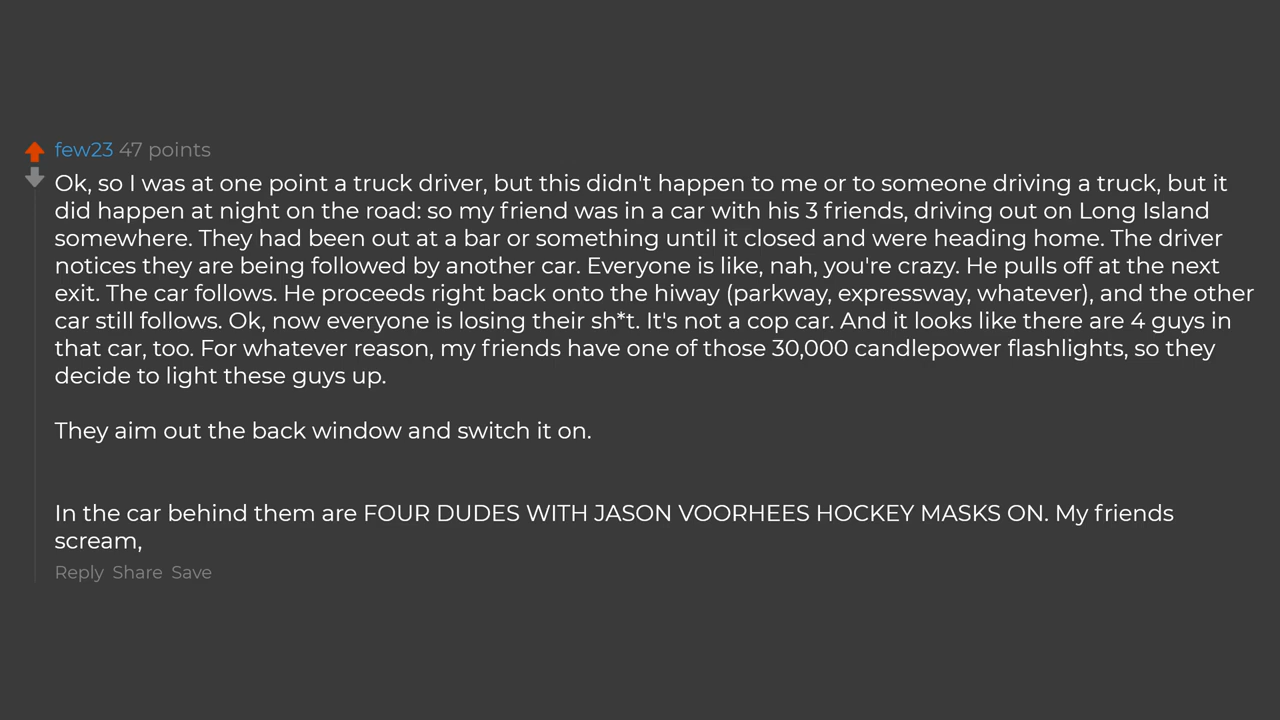 few23 47 points
Ok, so I was at one point a truck driver, but this didn't happen to me or to someone driving a truck, but it
did happen at night on the road: so my friend was in a car with his 3 friends, driving out on Long Island
somewhere. They had been out at a bar or something until it closed and were heading home. The driver
notices they are being followed by another car. Everyone is like, nah, you're crazy. He pulls off at the next
exit. The car follows. He proceeds right back onto the hiway (parkway, expressway, whatever), and the other
car still follows. Ok, now everyone is losing their sh*t. It's not a cop car. And it looks like there are 4 guys in
that car, too. For whatever reason, my friends have one of those 30,000 candlepower flashlights, so they
decide to light these guys up.
They aim out the back window and switch it on.
In the car behind them are FOUR DUDES WITH JASON VOORHEES HOCKEY MASKS ON. My friends
scream,
Reply Share Save